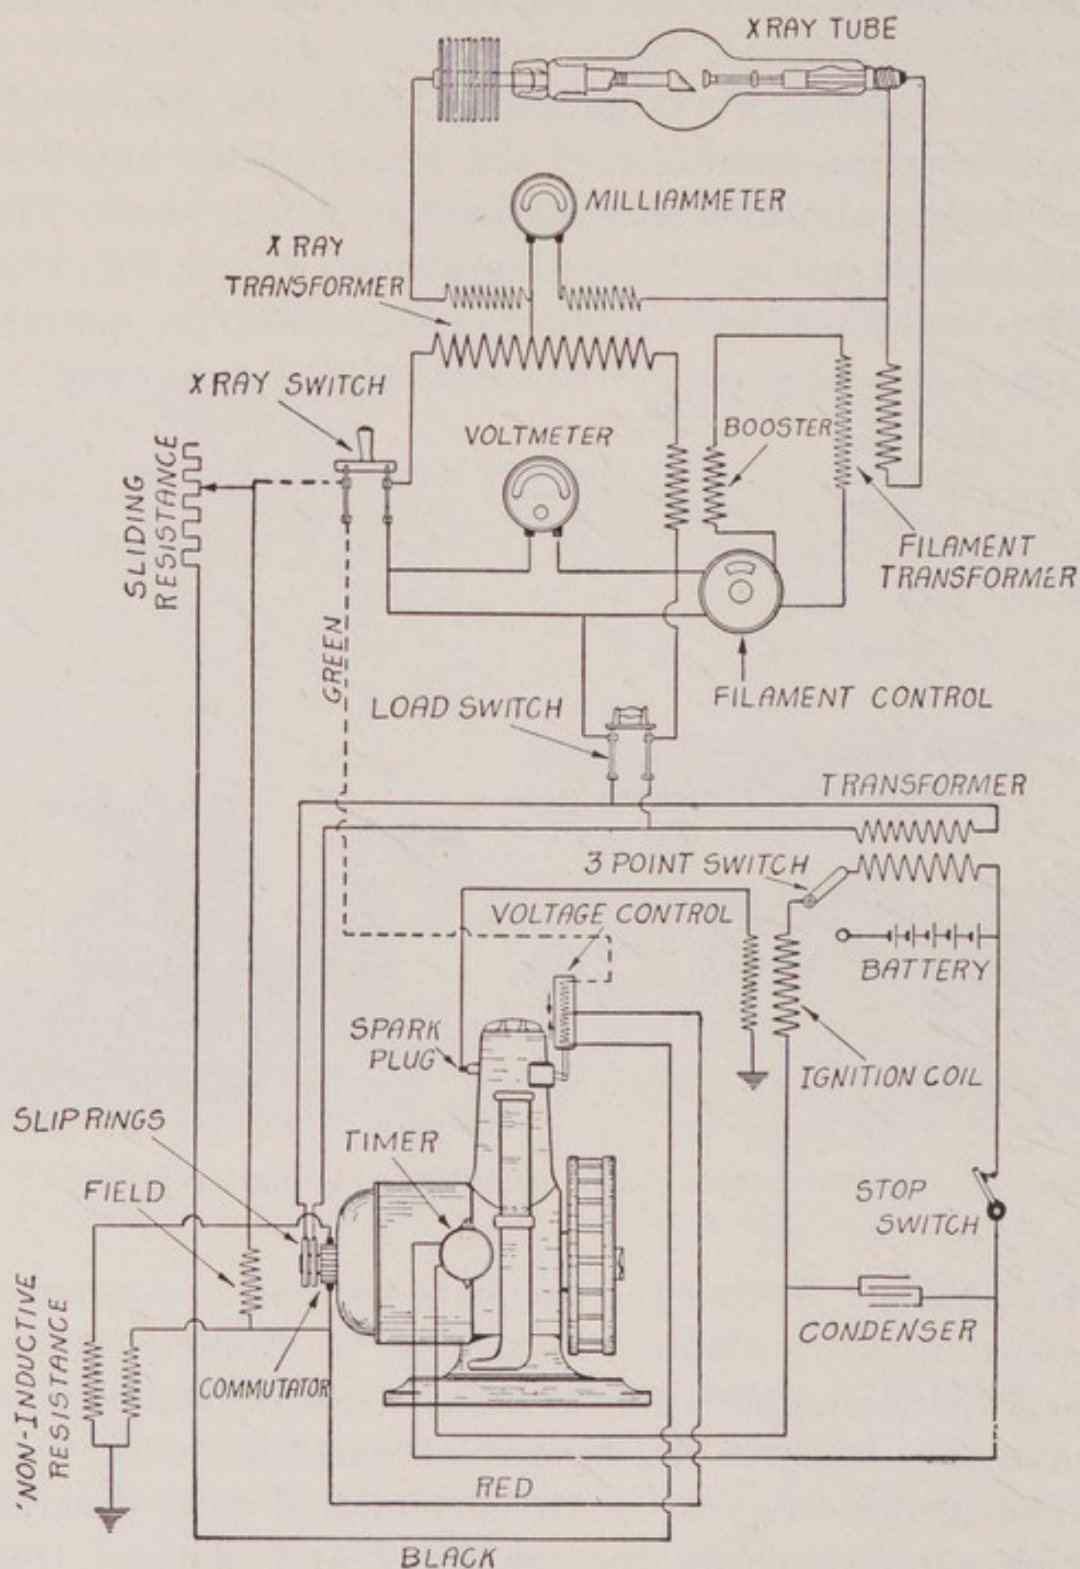 X RAY TUBE
MILLIAMMETER
X RAY
TRANSFORMER
X RAY SWITCH
VOLTMETER
BOOSTER
SLIDING
RESISTANCE
FILAMENT
TRANSFORMER
GREEN
FILAMENT CONTROL
LOAD SWITCH
TRANSFORMER
3 POINT SWITCH
VOLTAGE CONTROL
BATTERY
SPARK
PLUG
IGNITION COIL
SLIP RINGS
TIMER
FIELD
STOP
SWITCH
NON-INDUCTIVE
RESISTANCE
CONDENSER
COMMUTATOR
RED
BLACK